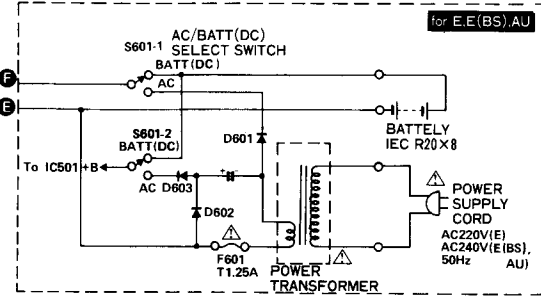 for E.E(BS).AU
AC/BATT(DC)
S601-1 SELECT SWITCH
BATT(DC)
F
AC
E
S601-2
BATT(DC)
D601
BATTELY
IEC R20×8
To IC501 +B
AC D603
+ -
D602
POWER
SUPPLY
CORD
AC220V(E)
AC240V(E(BS),
50Hz AU)
F601
T1.25A
POWER
TRANSFORMER